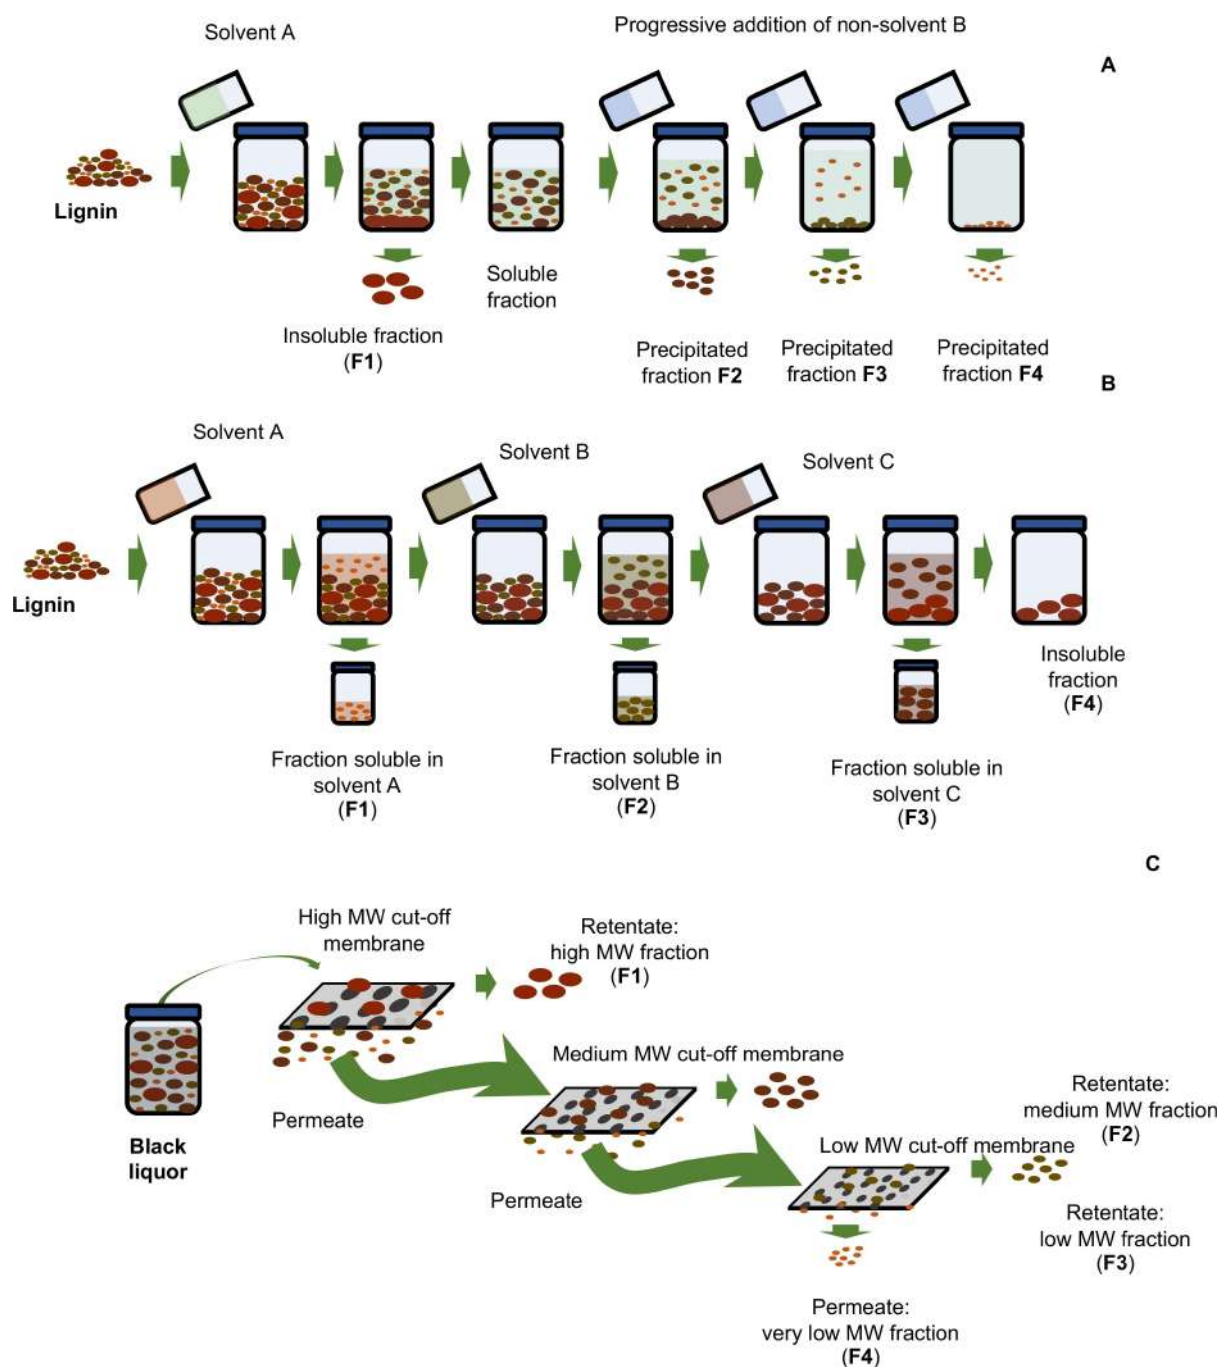 Solvent A
Progressive addition of non-solvent B
A
Lignin
Insoluble fraction
(F1)
Soluble
fraction
Precipitated
fraction F2
Precipitated
fraction F3
Precipitated
fraction F4
B
Solvent A
Solvent B
Solvent C
Lignin
Fraction soluble in
solvent A
(F1)
Fraction soluble in
solvent B
(F2)
Fraction soluble in
solvent C
(F3)
Insoluble
fraction
(F4)
C
High MW cut-off
membrane
Retentate:
high MW fraction
(F1)
Black
liquor
Permeate
Medium MW cut-off membrane
Retentate:
medium MW fraction
(F2)
Permeate
Low MW cut-off membrane
Retentate:
low MW fraction
(F3)
Permeate:
very low MW fraction
(F4)